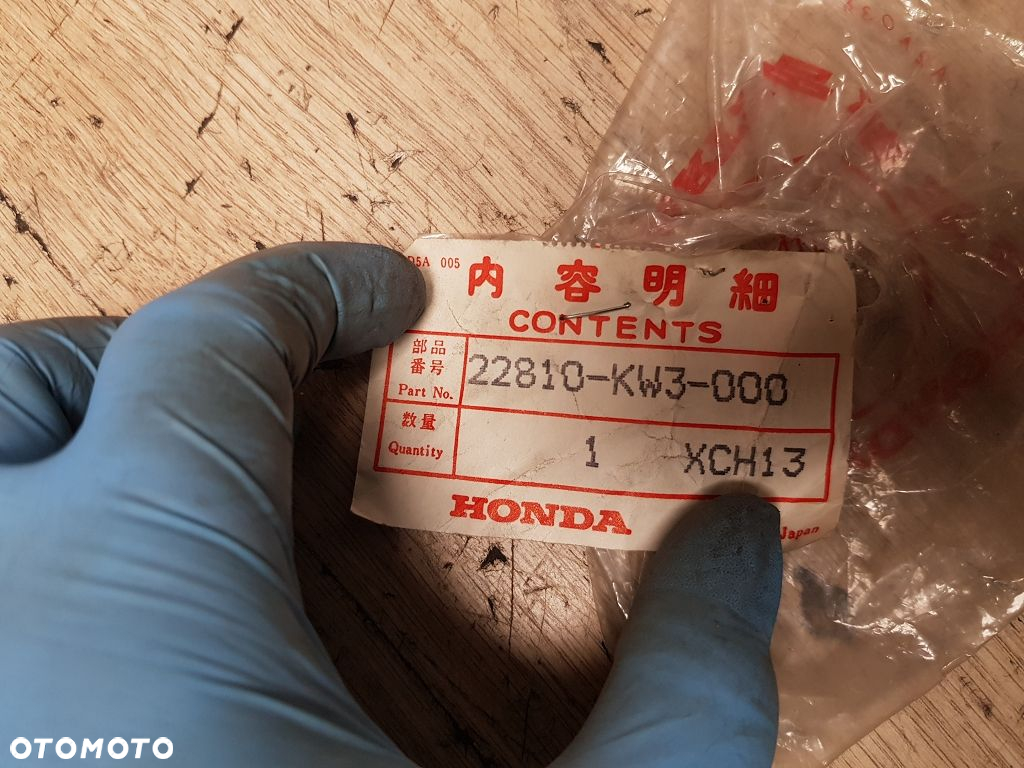 D5A 005
内容明細
CONTENTS
部品
番号
Part No.
22810-KW3-000
数量
Quantity
1 XCH13
HONDA
Japan
OTOMOTO